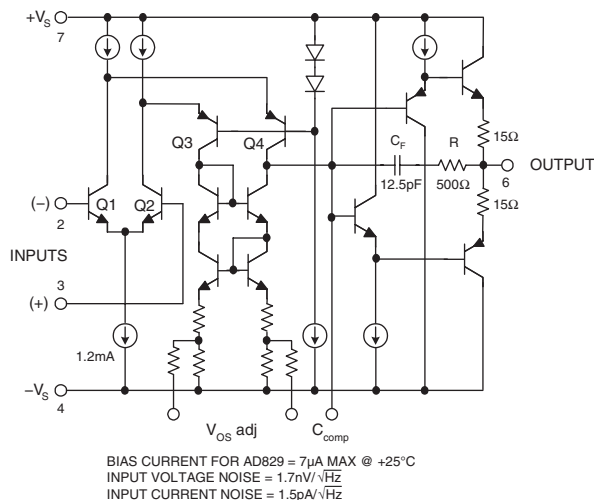 +VS
7
Q3
Q4
CF
R
12.5pF
500Ω
15Ω
6
OUTPUT
15Ω
(–)
2
Q1
Q2
INPUTS
3
(+)
1.2mA
–VS
4
VOS adj
Ccomp
BIAS CURRENT FOR AD829 = 7µA MAX @ +25°C
INPUT VOLTAGE NOISE = 1.7nV/√Hz
INPUT CURRENT NOISE = 1.5pA/√Hz